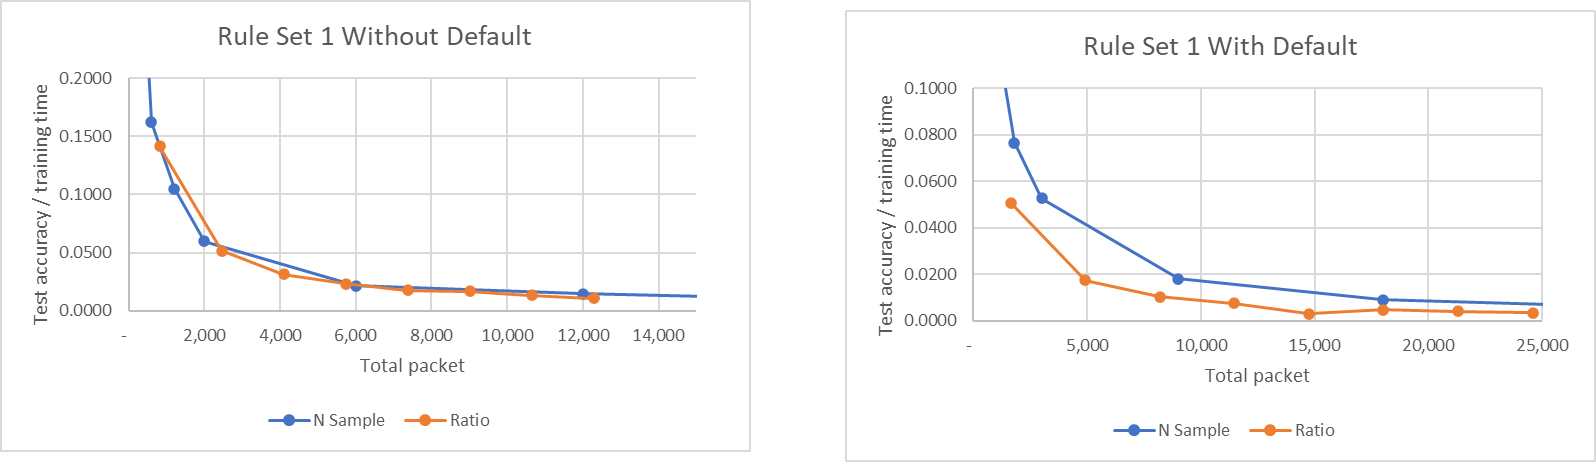 Rule Set 1 Without Default
Test accuracy / training time
0.2000
0.1500
0.1000
0.0500
0.0000
- 2,000 4,000 6,000 8,000 10,000 12,000 14,000
Total packet
N Sample Ratio
Rule Set 1 With Default
Test accuracy / training time
0.1000
0.0800
0.0600
0.0400
0.0200
0.0000
- 5,000 10,000 15,000 20,000 25,000
Total packet
N Sample Ratio